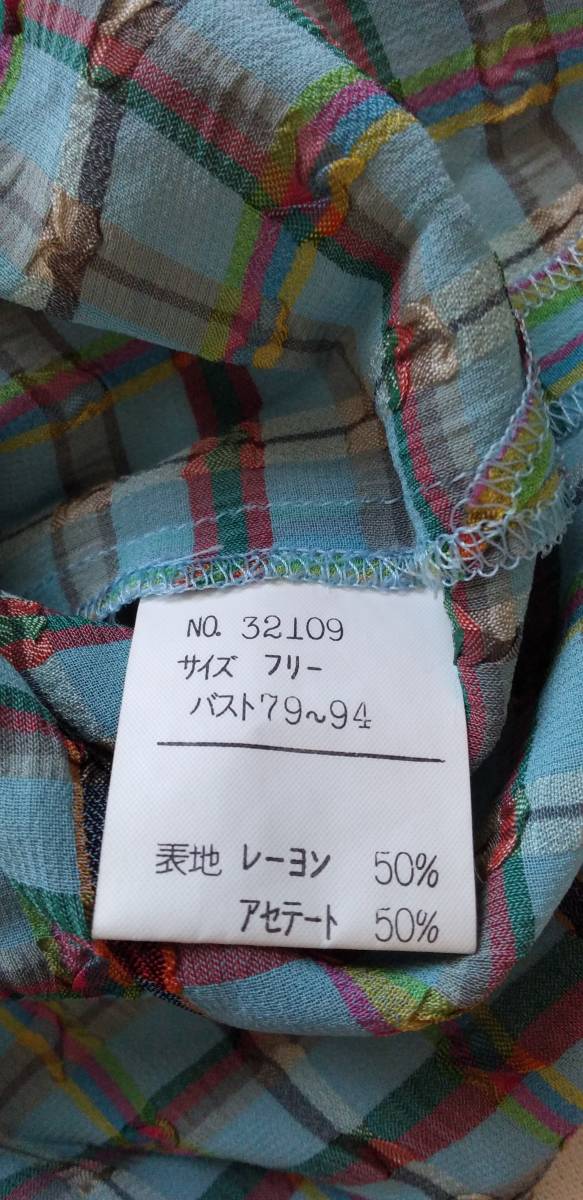 NO. 32109
サイズ フリー
バスト79～94
表地 レーヨン 50%
アセテート 50%